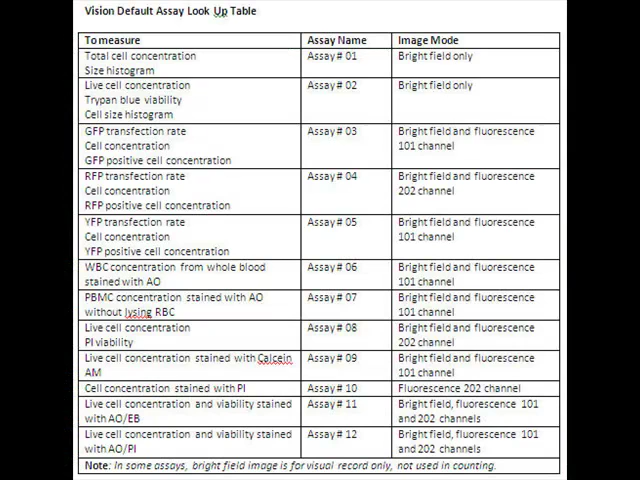 Vision Default Assay Look Up Table
To measure Assay Name Image Mode
Total cell concentration Assay # 01 Bright field only
Size histogram
Live cell concentration Assay # 02 Bright field only
Trypan blue viability
Cell size histogram
GFP transfection rate Assay # 03 Bright field and fluorescence
Cell concentration 101 channel
GFP positive cell concentration
RFP transfection rate Assay # 04 Bright field and fluorescence
Cell concentration 202 channel
RFP positive cell concentration
YFP transfection rate Assay # 05 Bright field and fluorescence
Cell concentration 101 channel
YFP positive cell concentration
WBC concentration from whole blood Assay # 06 Bright field and fluorescence
stained with AO 101 channel
PBMC concentration stained with AO Assay # 07 Bright field and fluorescence
without lysing RBC 101 channel
Live cell concentration Assay # 08 Bright field and fluorescence
PI viability 202 channel
Live cell concentration stained with Calcein Assay # 09 Bright field and fluorescence
AM 101 channel
Cell concentration stained with PI Assay # 10 Fluorescence 202 channel
Live cell concentration and viability stained Assay # 11 Bright field, fluorescence 101
with AO/EB and 202 channels
Live cell concentration and viability stained Assay # 12 Bright field, fluorescence 101
with AO/PI and 202 channels
Note: In some assays, bright field image is for visual record only, not used in counting.